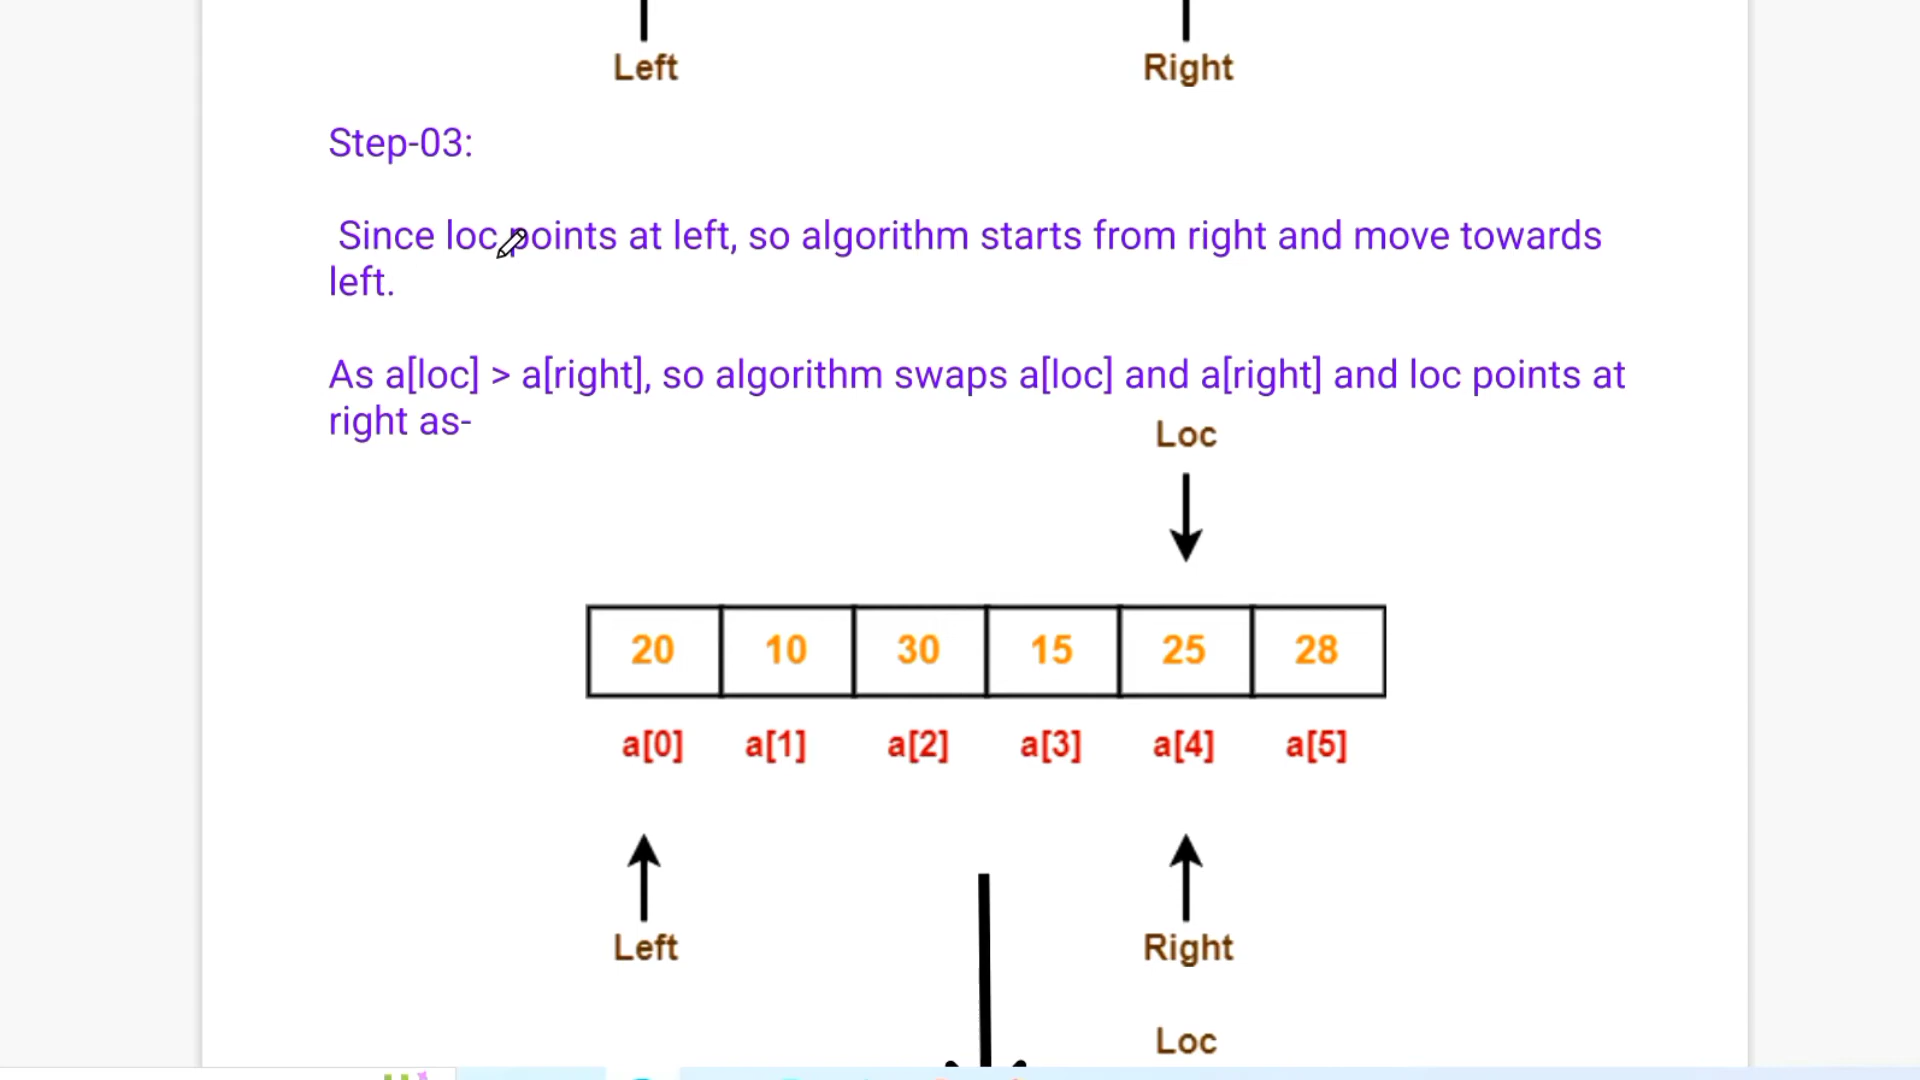 Left Right
Step-03:
Since loc points at left, so algorithm starts from right and move towards
left.
As a[loc] > a[right], so algorithm swaps a[loc] and a[right] and loc points at
right as-
Loc
20 10 30 15 25 28
a[0] a[1] a[2] a[3] a[4] a[5]
Left Right
Loc